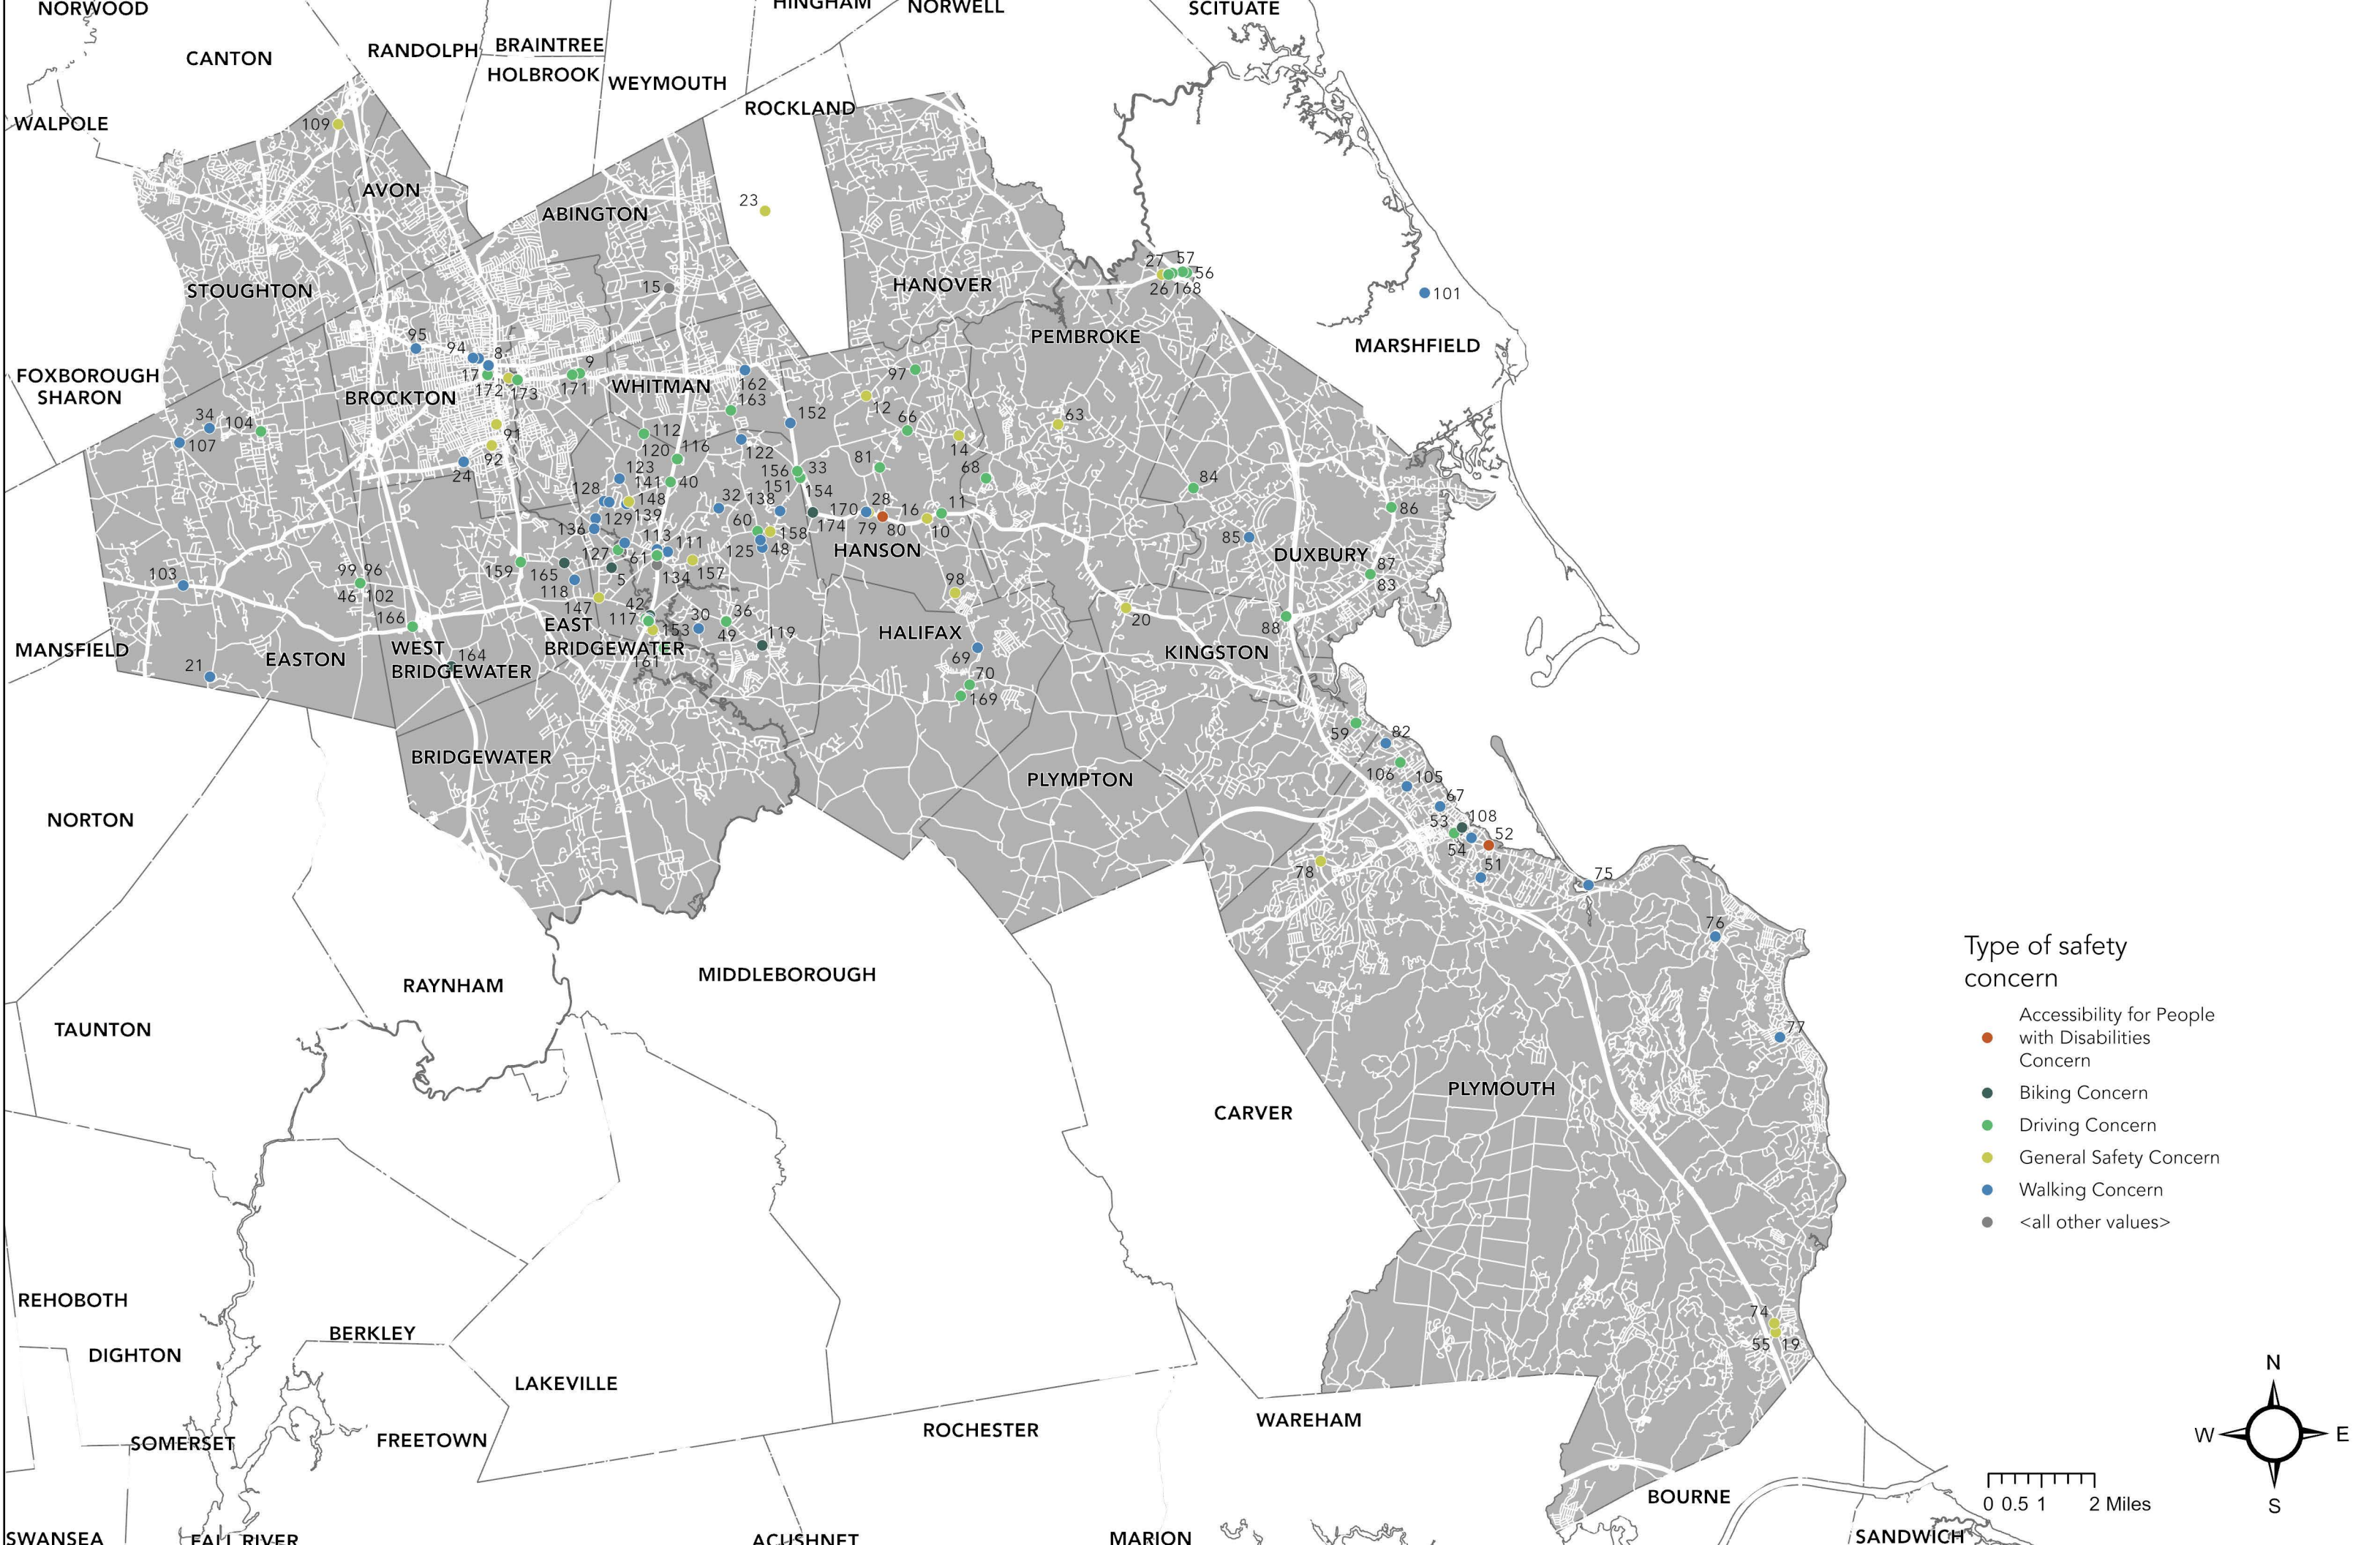 NORWOOD
HINGHAM
NORWELL
SCITUATE
CANTON
RANDOLPH
BRAINTREE
HOLBROOK
WEYMOUTH
ROCKLAND
WALPOLE
109
AVON
ABINGTON
23
STOUGHTON
15
HANOVER
27
57
56
26
168
101
PEMBROKE
MARSHFIELD
FOXBOROUGH
SHARON
95
94
8
17
172
173
9
171
BROCKTON
WHITMAN
162
163
97
12
152
34
104
107
91
92
24
112
120
116
122
66
14
63
81
68
84
123
141
40
128
148
129
139
136
156
33
151
154
32
138
170
28
16
11
174
79
80
10
60
158
125
48
HANSON
86
85
DUXBURY
87
83
113
111
127
61
134
157
159
165
5
118
147
103
99
96
46
102
166
98
20
88
EAST
BRIDGEWATER
42
117
153
30
36
49
119
161
HALIFAX
69
70
169
KINGSTON
MANSFIELD
21
EASTON
WEST
BRIDGEWATER
164
BRIDGEWATER
59
82
106
105
67
108
53
54
52
51
78
75
76
77
PLYMPTON
NORTON
RAYNHAM
MIDDLEBOROUGH
TAUNTON
PLYMOUTH
CARVER
REHOBOTH
DIGHTON
BERKLEY
LAKEVILLE
SOMERSET
FREETOWN
ROCHESTER
WAREHAM
74
55
19
BOURNE
SWANSEA
FALL RIVER
ACUSHNET
MARION
SANDWICH
Type of safety
concern
Accessibility for People
with Disabilities
Concern
Biking Concern
Driving Concern
General Safety Concern
Walking Concern
<all other values>
N
W
E
S
0 0.5 1 2 Miles